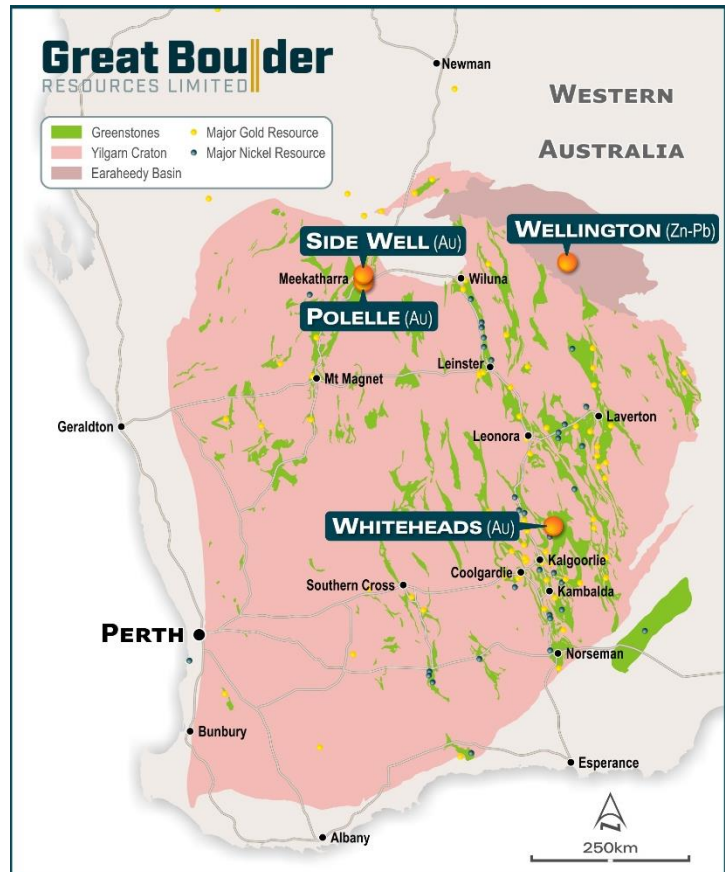 Great Boulder
RESOURCES LIMITED
Greenstones
Yilgarn Craton
Earaheedy Basin
Major Gold Resource
Major Nickel Resource
Newman
WESTERN
AUSTRALIA
SIDE WELL (Au)
WELLINGTON (Zn-Pb)
Meekatharra
Wiluna
POLELLE (Au)
Leinster
Mt Magnet
Geraldton
Laverton
Leonora
WHITEHEADS (Au)
Kalgoorlie
Coolgardie
Southern Cross
Kambalda
PERTH
Norseman
Bunbury
Esperance
Albany
N
250km